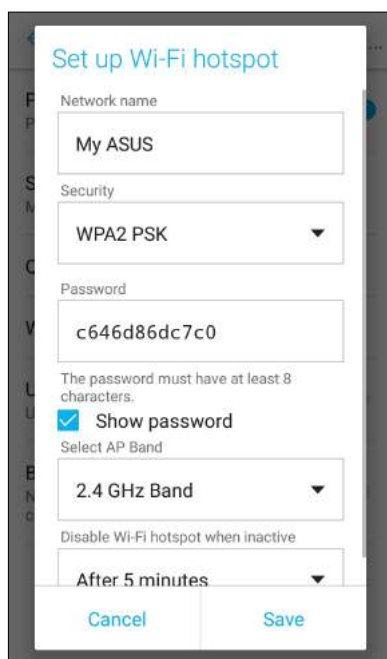 Set up Wi-Fi hotspot
Network name
My ASUS
Security
WPA2 PSK
Password
c646d86dc7c0
The password must have at least 8
characters.
Show password
Select AP Band
2.4 GHz Band
Disable Wi-Fi hotspot when inactive
After 5 minutes
Cancel
Save